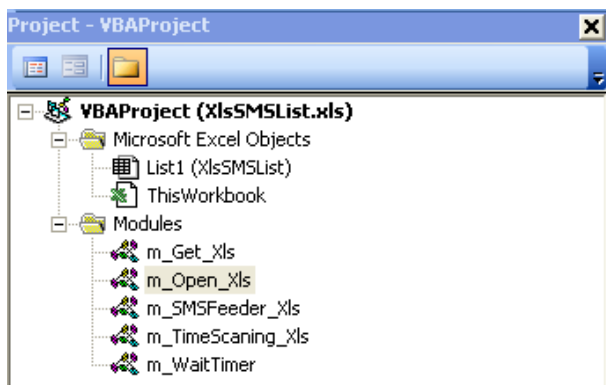 Project - VBAProject
VBAProject (XlsSMSList.xls)
Microsoft Excel Objects
List1 (XlsSMSList)
ThisWorkbook
Modules
m_Get_Xls
m_Open_Xls
m_SMSFeeder_Xls
m_TimeScaning_Xls
m_WaitTimer